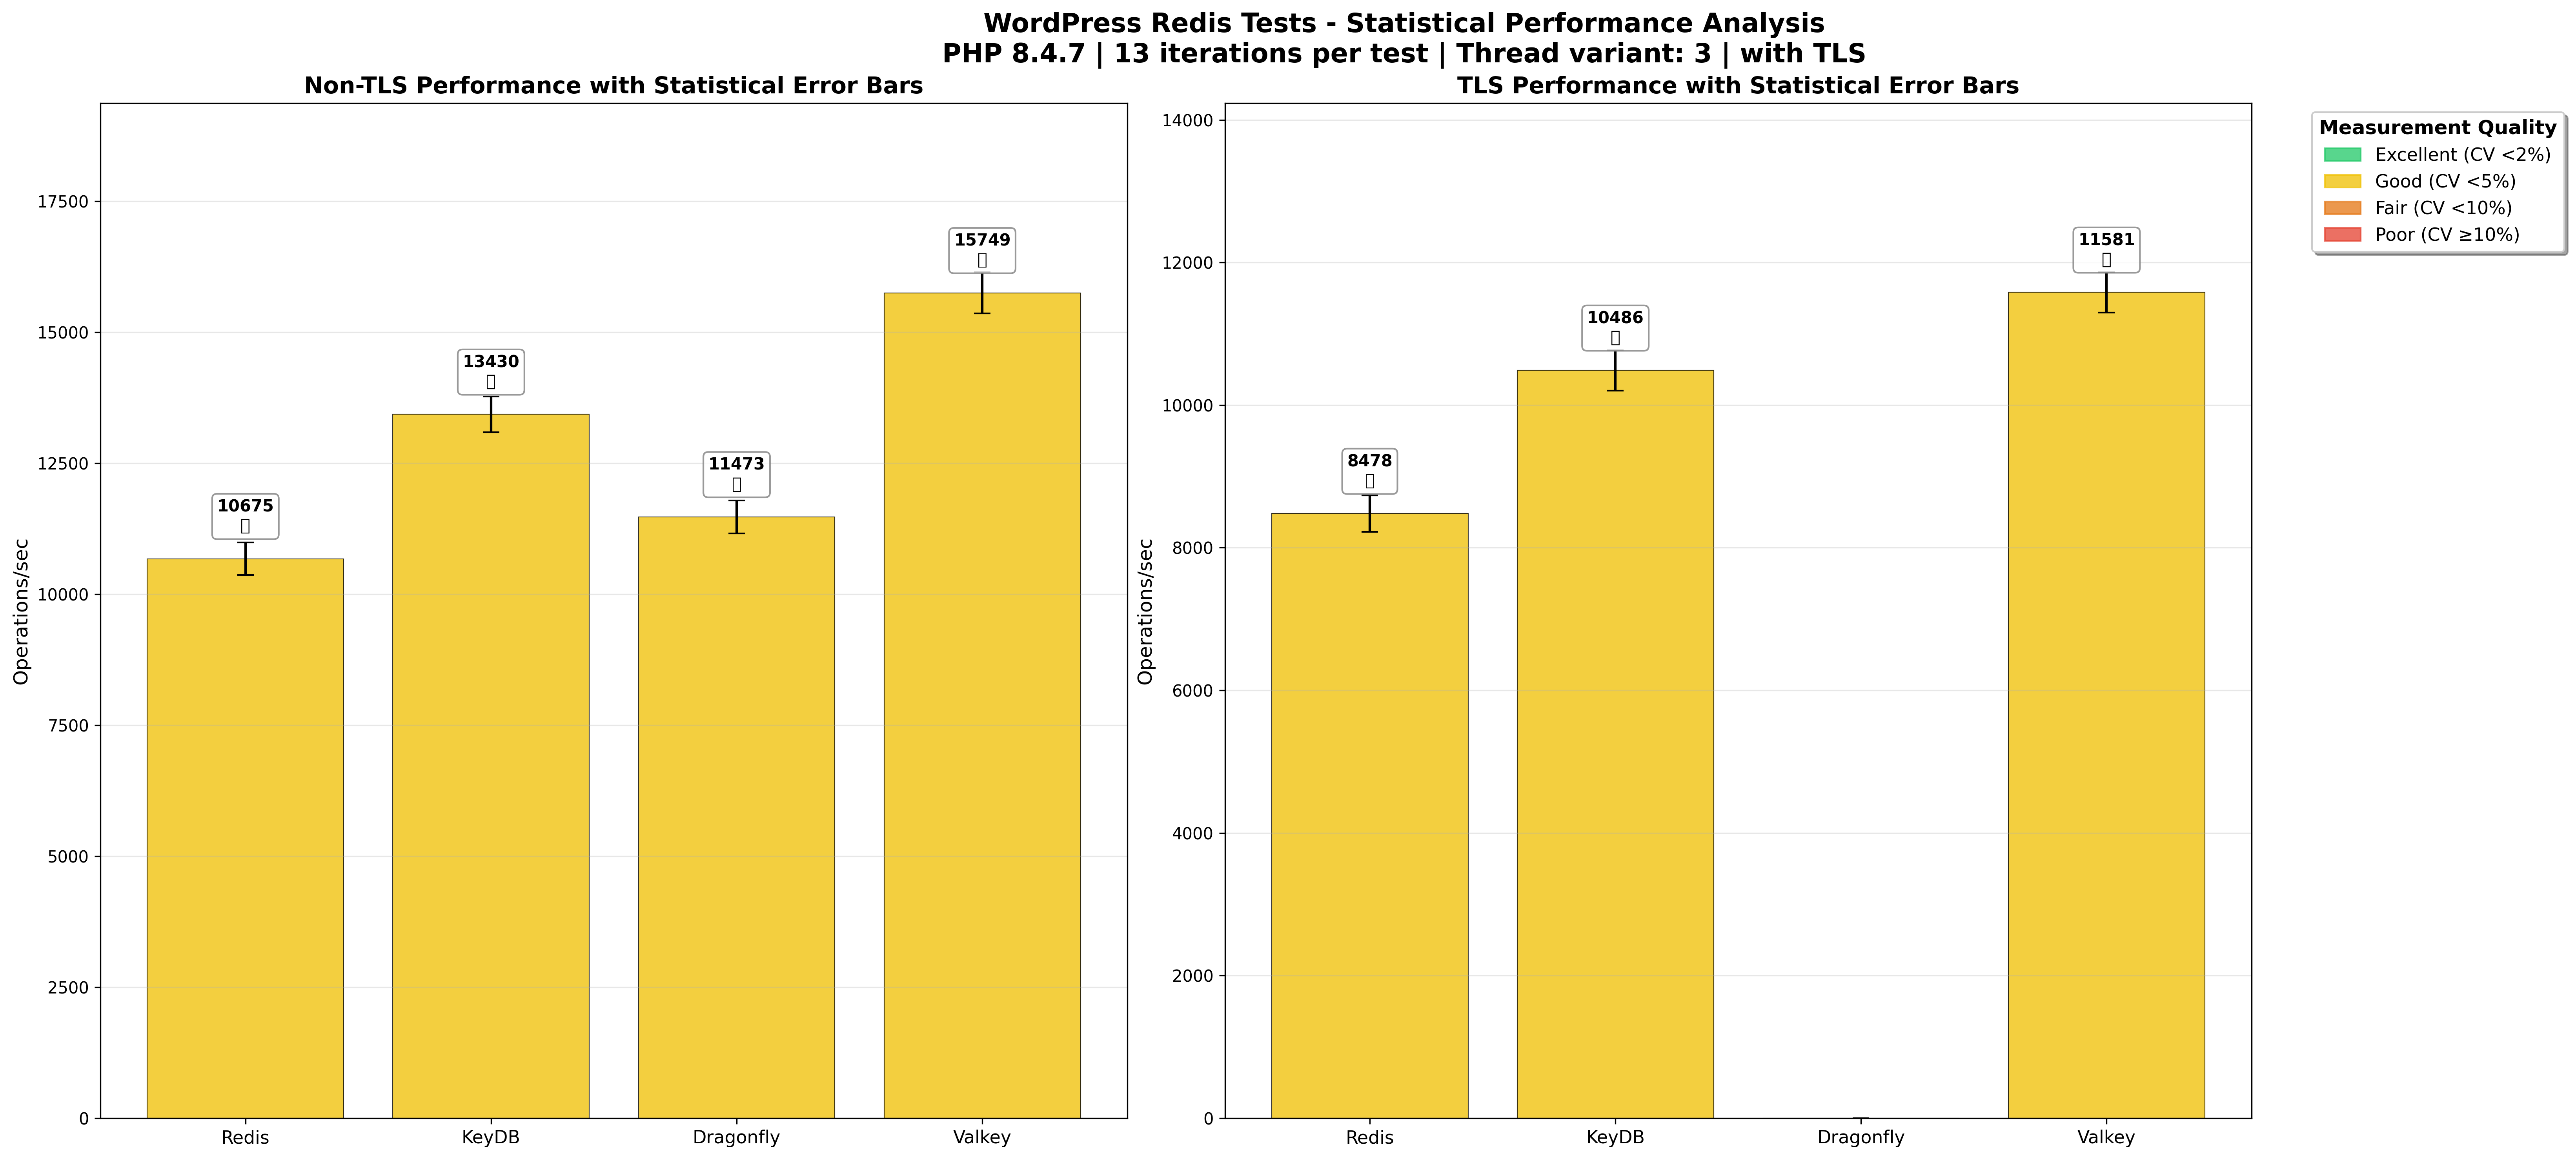 WordPress Redis Tests - Statistical Performance Analysis
PHP 8.4.7 | 13 iterations per test | Thread variant: 3 | with TLS
Non-TLS Performance with Statistical Error Bars
Operations/sec
17500
15000
12500
10000
7500
5000
2500
0
10675
13430
11473
15749
Redis
KeyDB
Dragonfly
Valkey
TLS Performance with Statistical Error Bars
Operations/sec
14000
12000
10000
8000
6000
4000
2000
0
8478
10486
11581
Redis
KeyDB
Dragonfly
Valkey
Measurement Quality
Excellent (CV <2%)
Good (CV <5%)
Fair (CV <10%)
Poor (CV ≥10%)